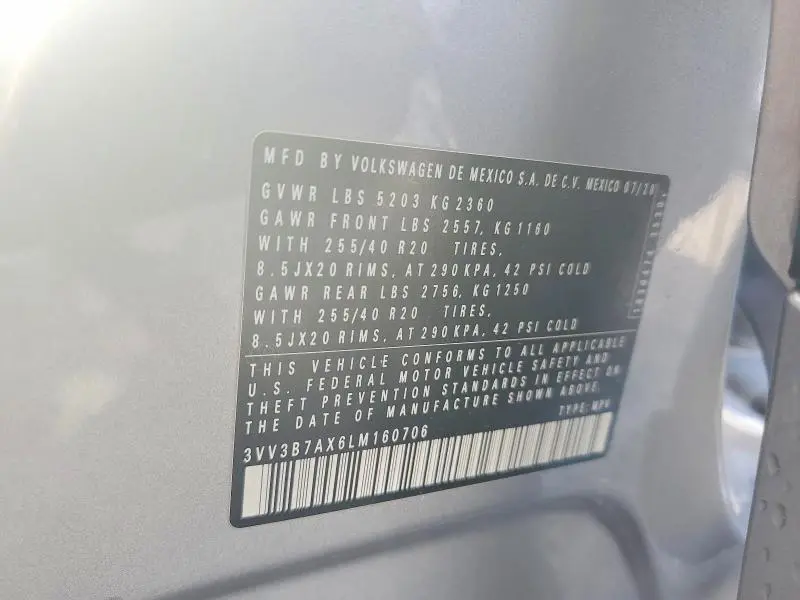 MFD BY VOLKSWAGEN DE MEXICO S.A. DE C.V. MEXICO 07/20
GVWR LBS 5203 KG 2360
GAWR FRONT LBS 2557, KG 1160
WITH 255/40 R20 TIRES,
8.5JX20 RIMS, AT 290 KPA, 42 PSI COLD
GAWR REAR LBS 2756, KG 1250
WITH 255/40 R20 TIRES,
8.5JX20 RIMS, AT 290 KPA, 42 PSI COLD
THIS VEHICLE CONFORMS TO ALL APPLICABLE
U.S. FEDERAL MOTOR VEHICLE SAFETY AND
THEFT PREVENTION STANDARDS IN EFFECT ON
THE DATE OF MANUFACTURE SHOWN ABOVE.
TYPE: MPV
3VV3B7AX6LM160706